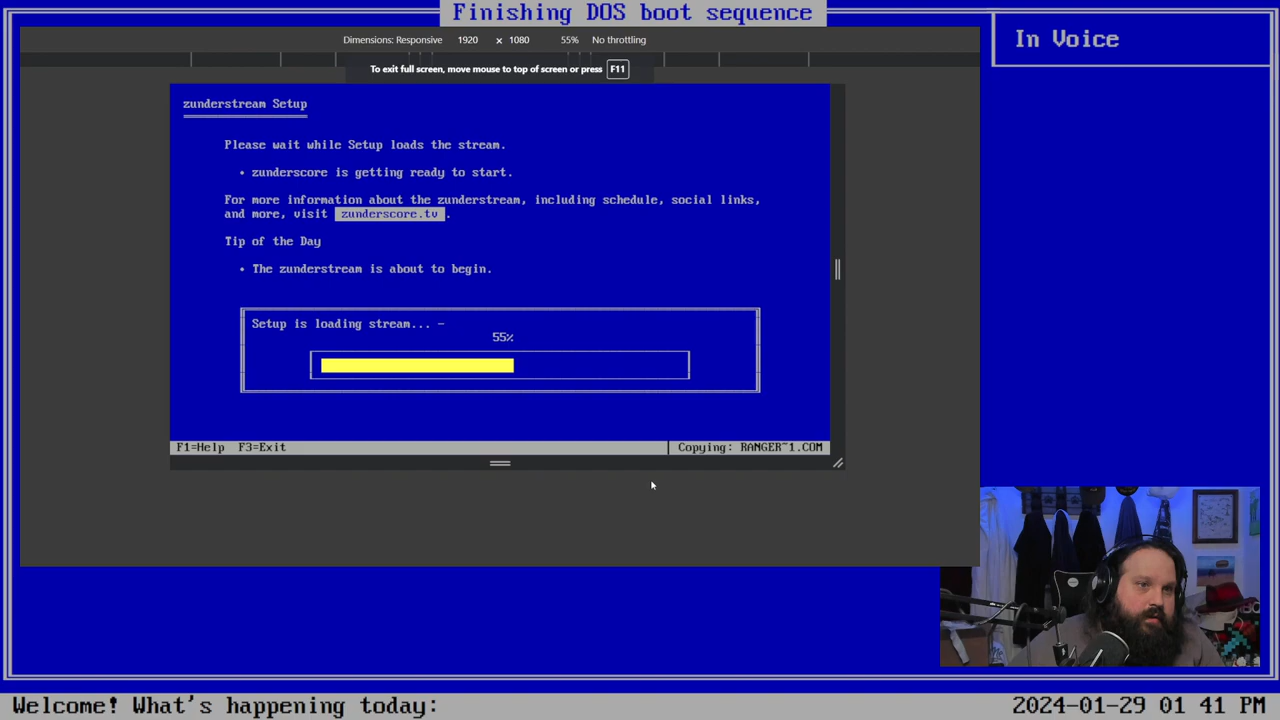 Finishing DOS boot sequence
In Voice
Dimensions: Responsive 1920 × 1080 55% No throttling
To exit full screen, move mouse to top of screen or press F11
zunderstream Setup
Please wait while Setup loads the stream.
• zunderscore is getting ready to start.
For more information about the zunderstream, including schedule, social links,
and more, visit zunderscore.tv .
Tip of the Day
• The zunderstream is about to begin.
Setup is loading stream... -
55%
F1=Help F3=Exit Copying: RANGER~1.COM
Welcome! What's happening today: 2024-01-29 01 41 PM